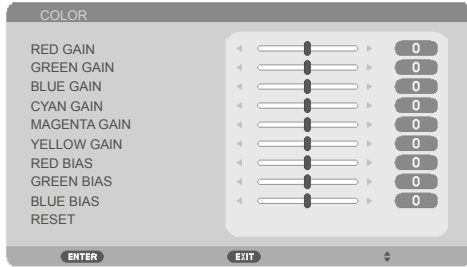 COLOR
RED GAIN 0
GREEN GAIN 0
BLUE GAIN 0
CYAN GAIN 0
MAGENTA GAIN 0
YELLOW GAIN 0
RED BIAS 0
GREEN BIAS 0
BLUE BIAS 0
RESET
ENTER EXIT